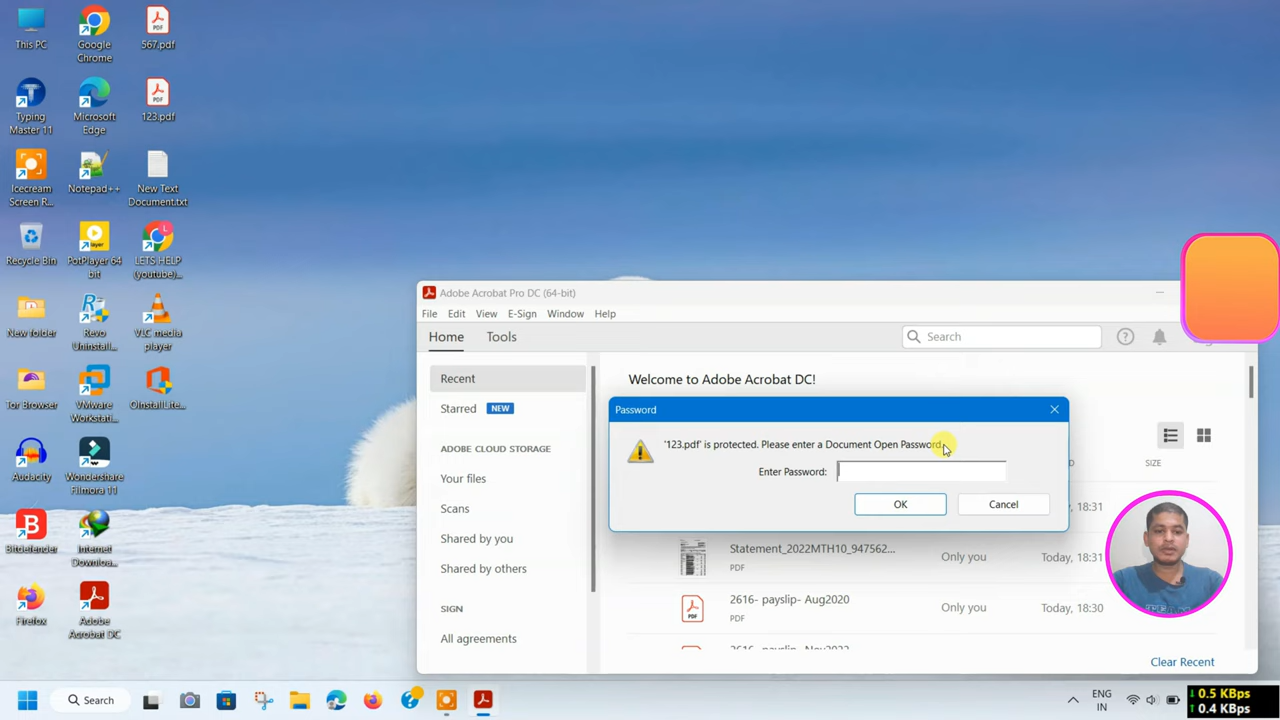 This PC
Google
Chrome
567.pdf
Typing
Master 11
Microsoft
Edge
123.pdf
Icecream
Screen R...
Notepad++
New Text
Document.txt
Recycle Bin
PotPlayer 64
bit
LETS HELP
(youtube)...
New folder
Revo
Uninstall...
VLC media
player
Tor Browser
VMware
Workstati...
OInstallLite...
Audacity
Wondershare
Filmora 11
Bitdefender
Internet
Downloa...
Firefox
Adobe
Acrobat DC
Adobe Acrobat Pro DC (64-bit)
File Edit View E-Sign Window Help
Home Tools
Search
Recent
Starred NEW
ADOBE CLOUD STORAGE
Your files
Scans
Shared by you
Shared by others
SIGN
All agreements
Welcome to Adobe Acrobat DC!
SIZE
Password
'123.pdf' is protected. Please enter a Document Open Password.
Enter Password:
OK Cancel
18:31
Statement_2022MTH10_947562... Only you Today, 18:31
PDF
2616- payslip- Aug2020 Only you Today, 18:30
PDF
2616- payslip- Nov2022
Clear Recent
Search
ENG
IN
0.5 KBps
0.4 KBps